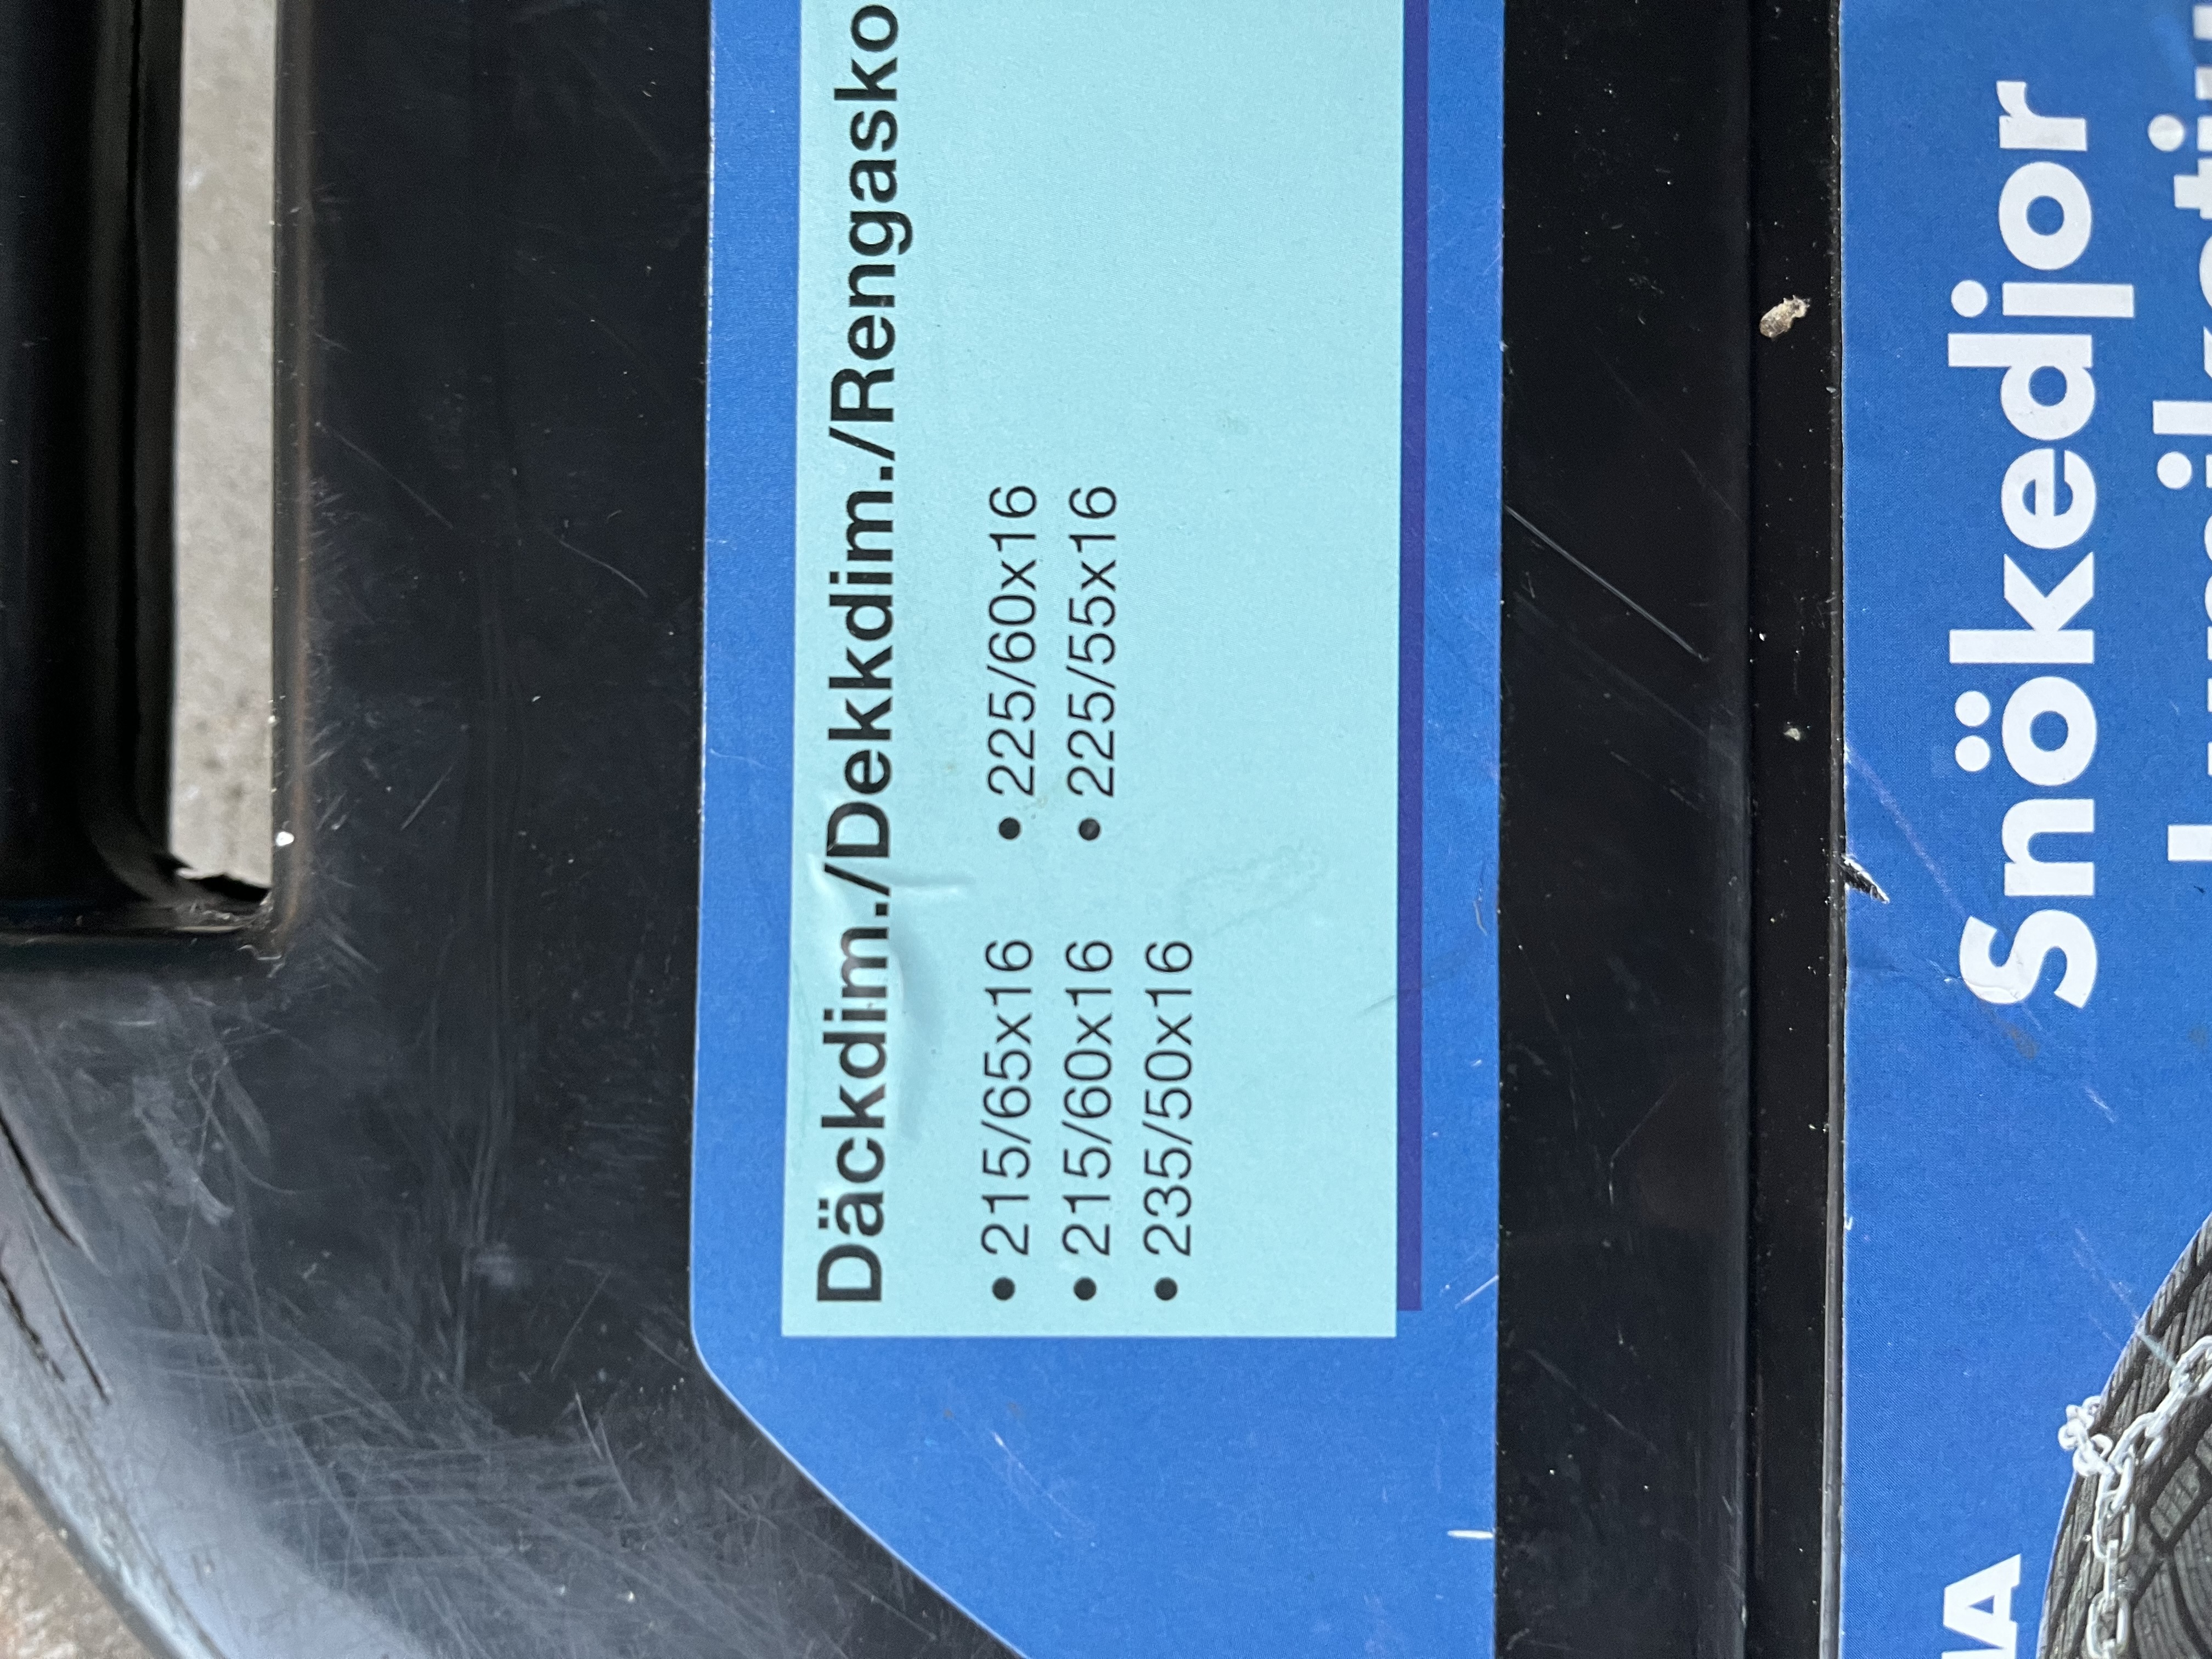 Däckdim./Dekkdim./Rengasko
• 215/65x16 • 225/60x16
• 215/60x16 • 225/55x16
• 235/50x16
Snökedjor